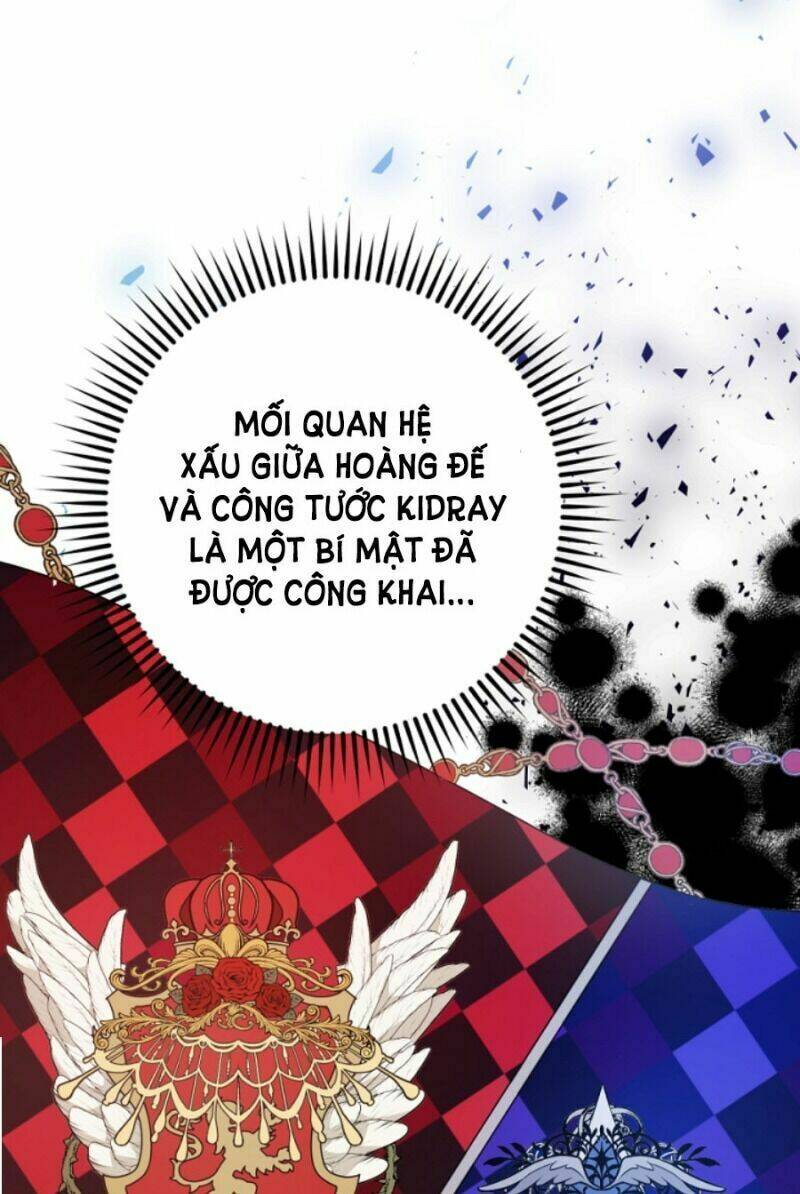 MỐI QUAN HỆ
XẤU GIỮA HOÀNG ĐẾ
VÀ CÔNG TƯỚC KIDRAY
LÀ MỘT BÍ MẬT ĐÃ
ĐƯỢC CÔNG KHAI...